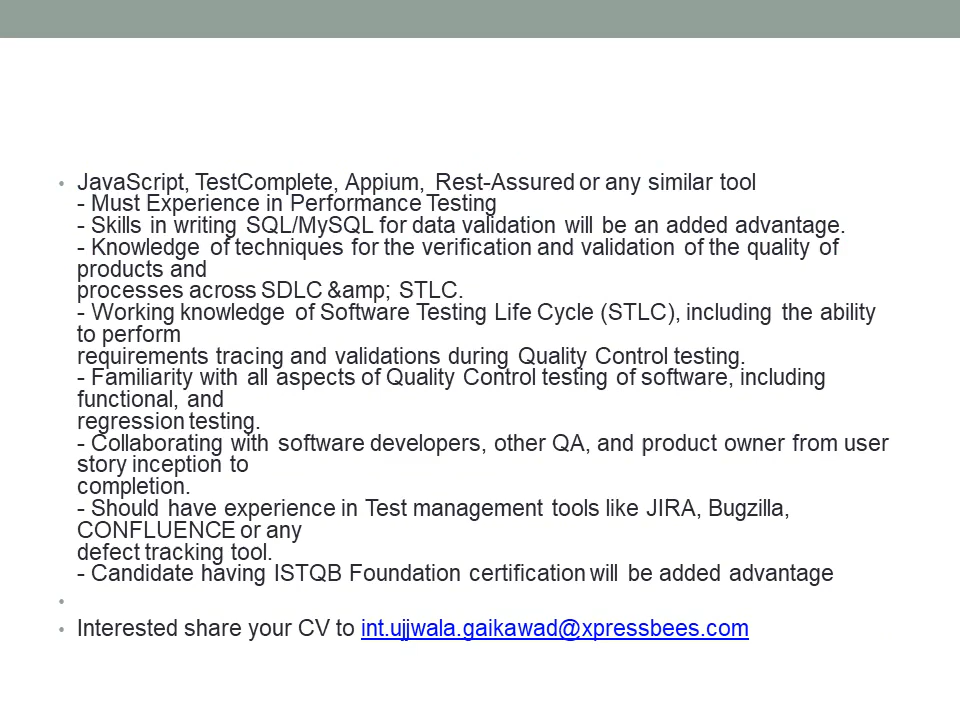 • JavaScript, TestComplete, Appium, Rest-Assured or any similar tool
- Must Experience in Performance Testing
- Skills in writing SQL/MySQL for data validation will be an added advantage.
- Knowledge of techniques for the verification and validation of the quality of
products and
processes across SDLC &amp; STLC.
- Working knowledge of Software Testing Life Cycle (STLC), including the ability
to perform
requirements tracing and validations during Quality Control testing.
- Familiarity with all aspects of Quality Control testing of software, including
functional, and
regression testing.
- Collaborating with software developers, other QA, and product owner from user
story inception to
completion.
- Should have experience in Test management tools like JIRA, Bugzilla,
CONFLUENCE or any
defect tracking tool.
- Candidate having ISTQB Foundation certification will be added advantage
•
• Interested share your CV to int.ujjwala.gaikawad@xpressbees.com